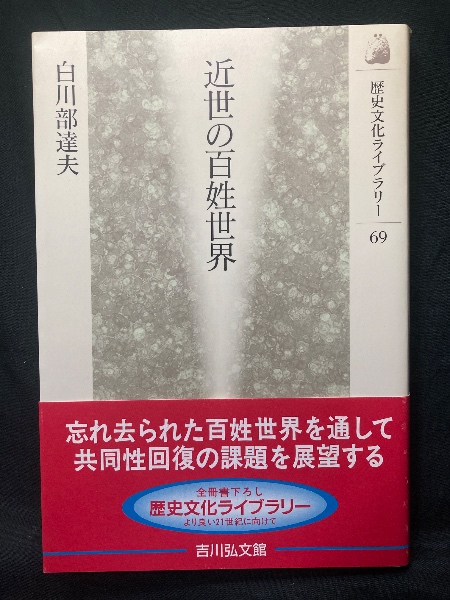 近世の百姓世界
白川部達夫
歴史文化ライブラリー
69
忘れ去られた百姓世界を通して
共同性回復の課題を展望する
全冊書下ろし
歴史文化ライブラリー
より良い21世紀に向けて
吉川弘文館